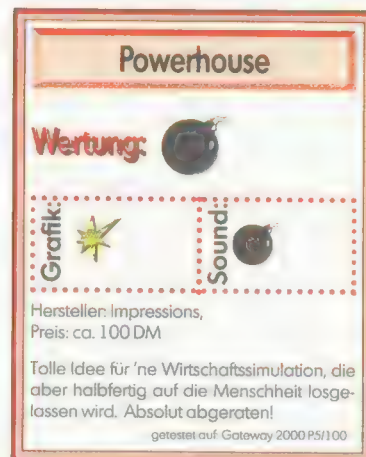 Powerhouse
Wertung:
Grafik:
Sound:
Hersteller: Impressions,
Preis: ca. 100 DM
Tolle Idee für 'ne Wirtschaftssimulation, die
aber halbfertig auf die Menschheit losge-
lassen wird. Absolut abgeraten!
getestet auf Gateway 2000 P5/100